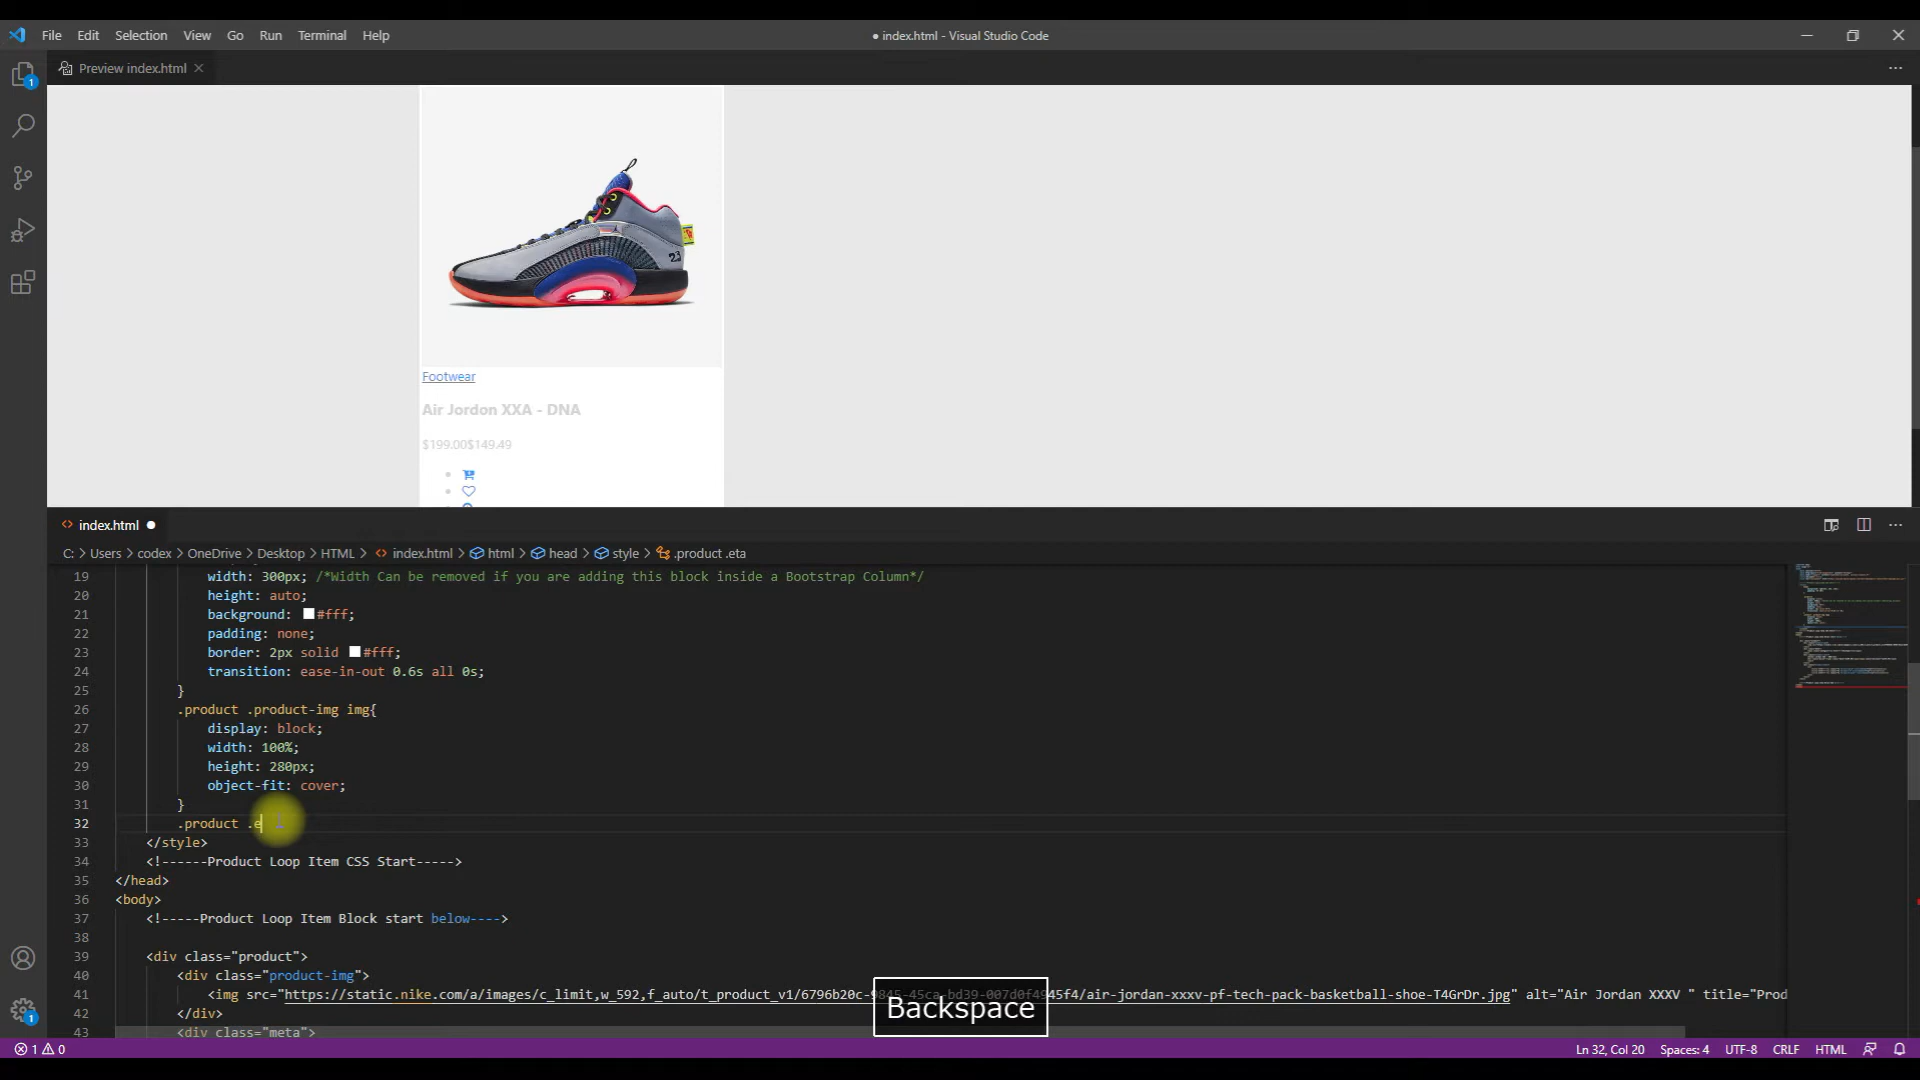 File Edit Selection View Go Run Terminal Help
● index.html - Visual Studio Code
Preview index.html
1
23
Footwear
Air Jordon XXA - DNA
$199.00$149.49
index.html
C: > Users > codex > OneDrive > Desktop > HTML > index.html > html > head > style > .product .eta
19 width: 300px; /*Width Can be removed if you are adding this block inside a Bootstrap Column*/
20 height: auto;
21 background: #fff;
22 padding: none;
23 border: 2px solid #fff;
24 transition: ease-in-out 0.6s all 0s;
25 }
26 .product .product-img img{
27 display: block;
28 width: 100%;
29 height: 280px;
30 object-fit: cover;
31 }
32 .product .e
33 </style>
34 <!------Product Loop Item CSS Start----->
35 </head>
36 <body>
37 <!-----Product Loop Item Block start below---->
38
39 <div class="product">
40 <div class="product-img">
41 <img src="https://static.nike.com/a/images/c_limit,w_592,f_auto/t_product_v1/6796b20c-9845-45ca-bd39-007d0f4945f4/air-jordan-xxxv-pf-tech-pack-basketball-shoe-T4GrDr.jpg" alt="Air Jordan XXXV " title="Prod
42 </div>
43 <div class="meta">
Backspace
1
1 0
Ln 32, Col 20 Spaces: 4 UTF-8 CRLF HTML